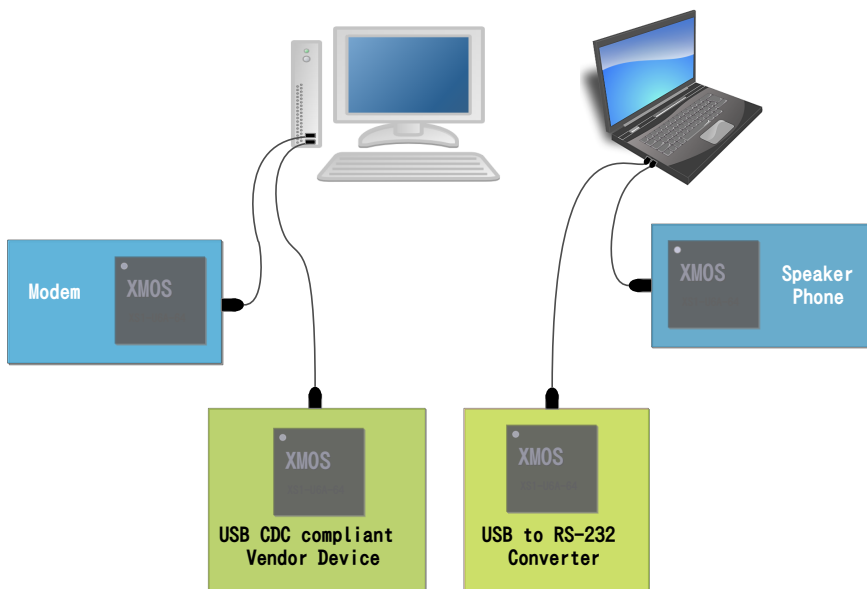 Modem
XMOS
XMOS
Speaker
Phone
XMOS
USB CDC compliant
Vendor Device
XMOS
USB to RS-232
Converter